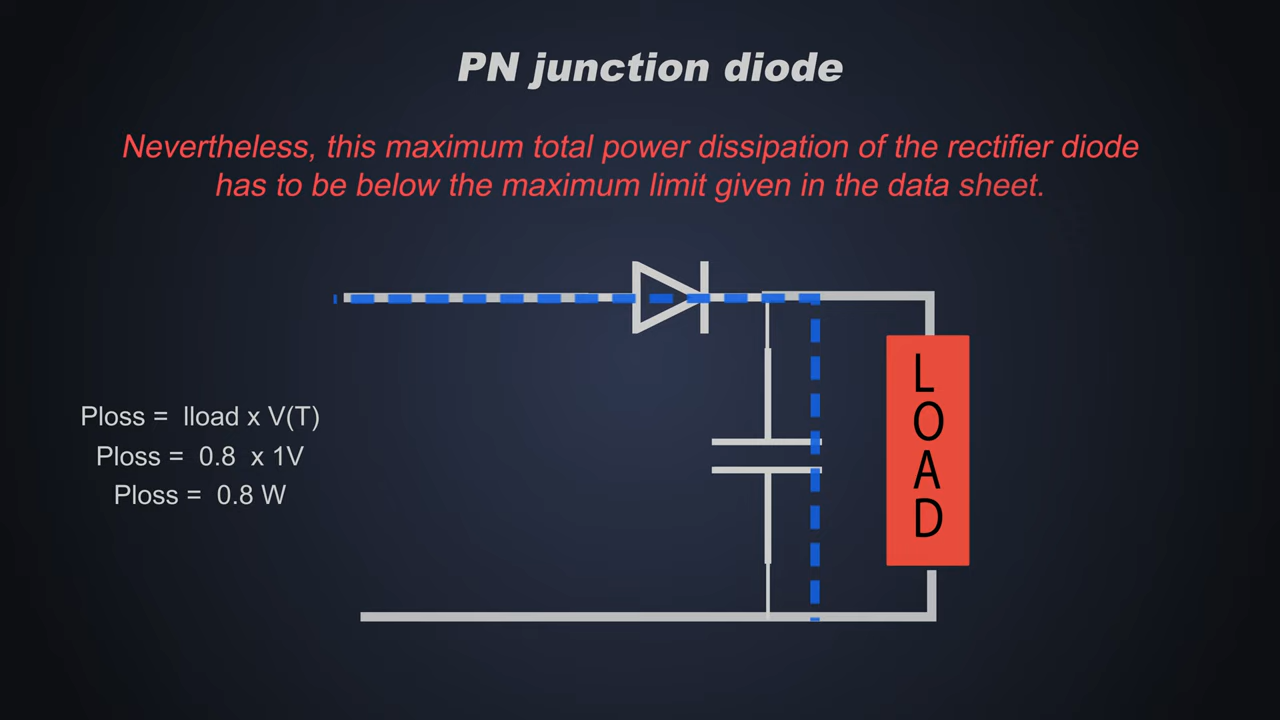 PN junction diode
Nevertheless, this maximum total power dissipation of the rectifier diode
has to be below the maximum limit given in the data sheet.
Ploss = Iload x V(T)
Ploss = 0.8 x 1V
Ploss = 0.8 W
LOAD